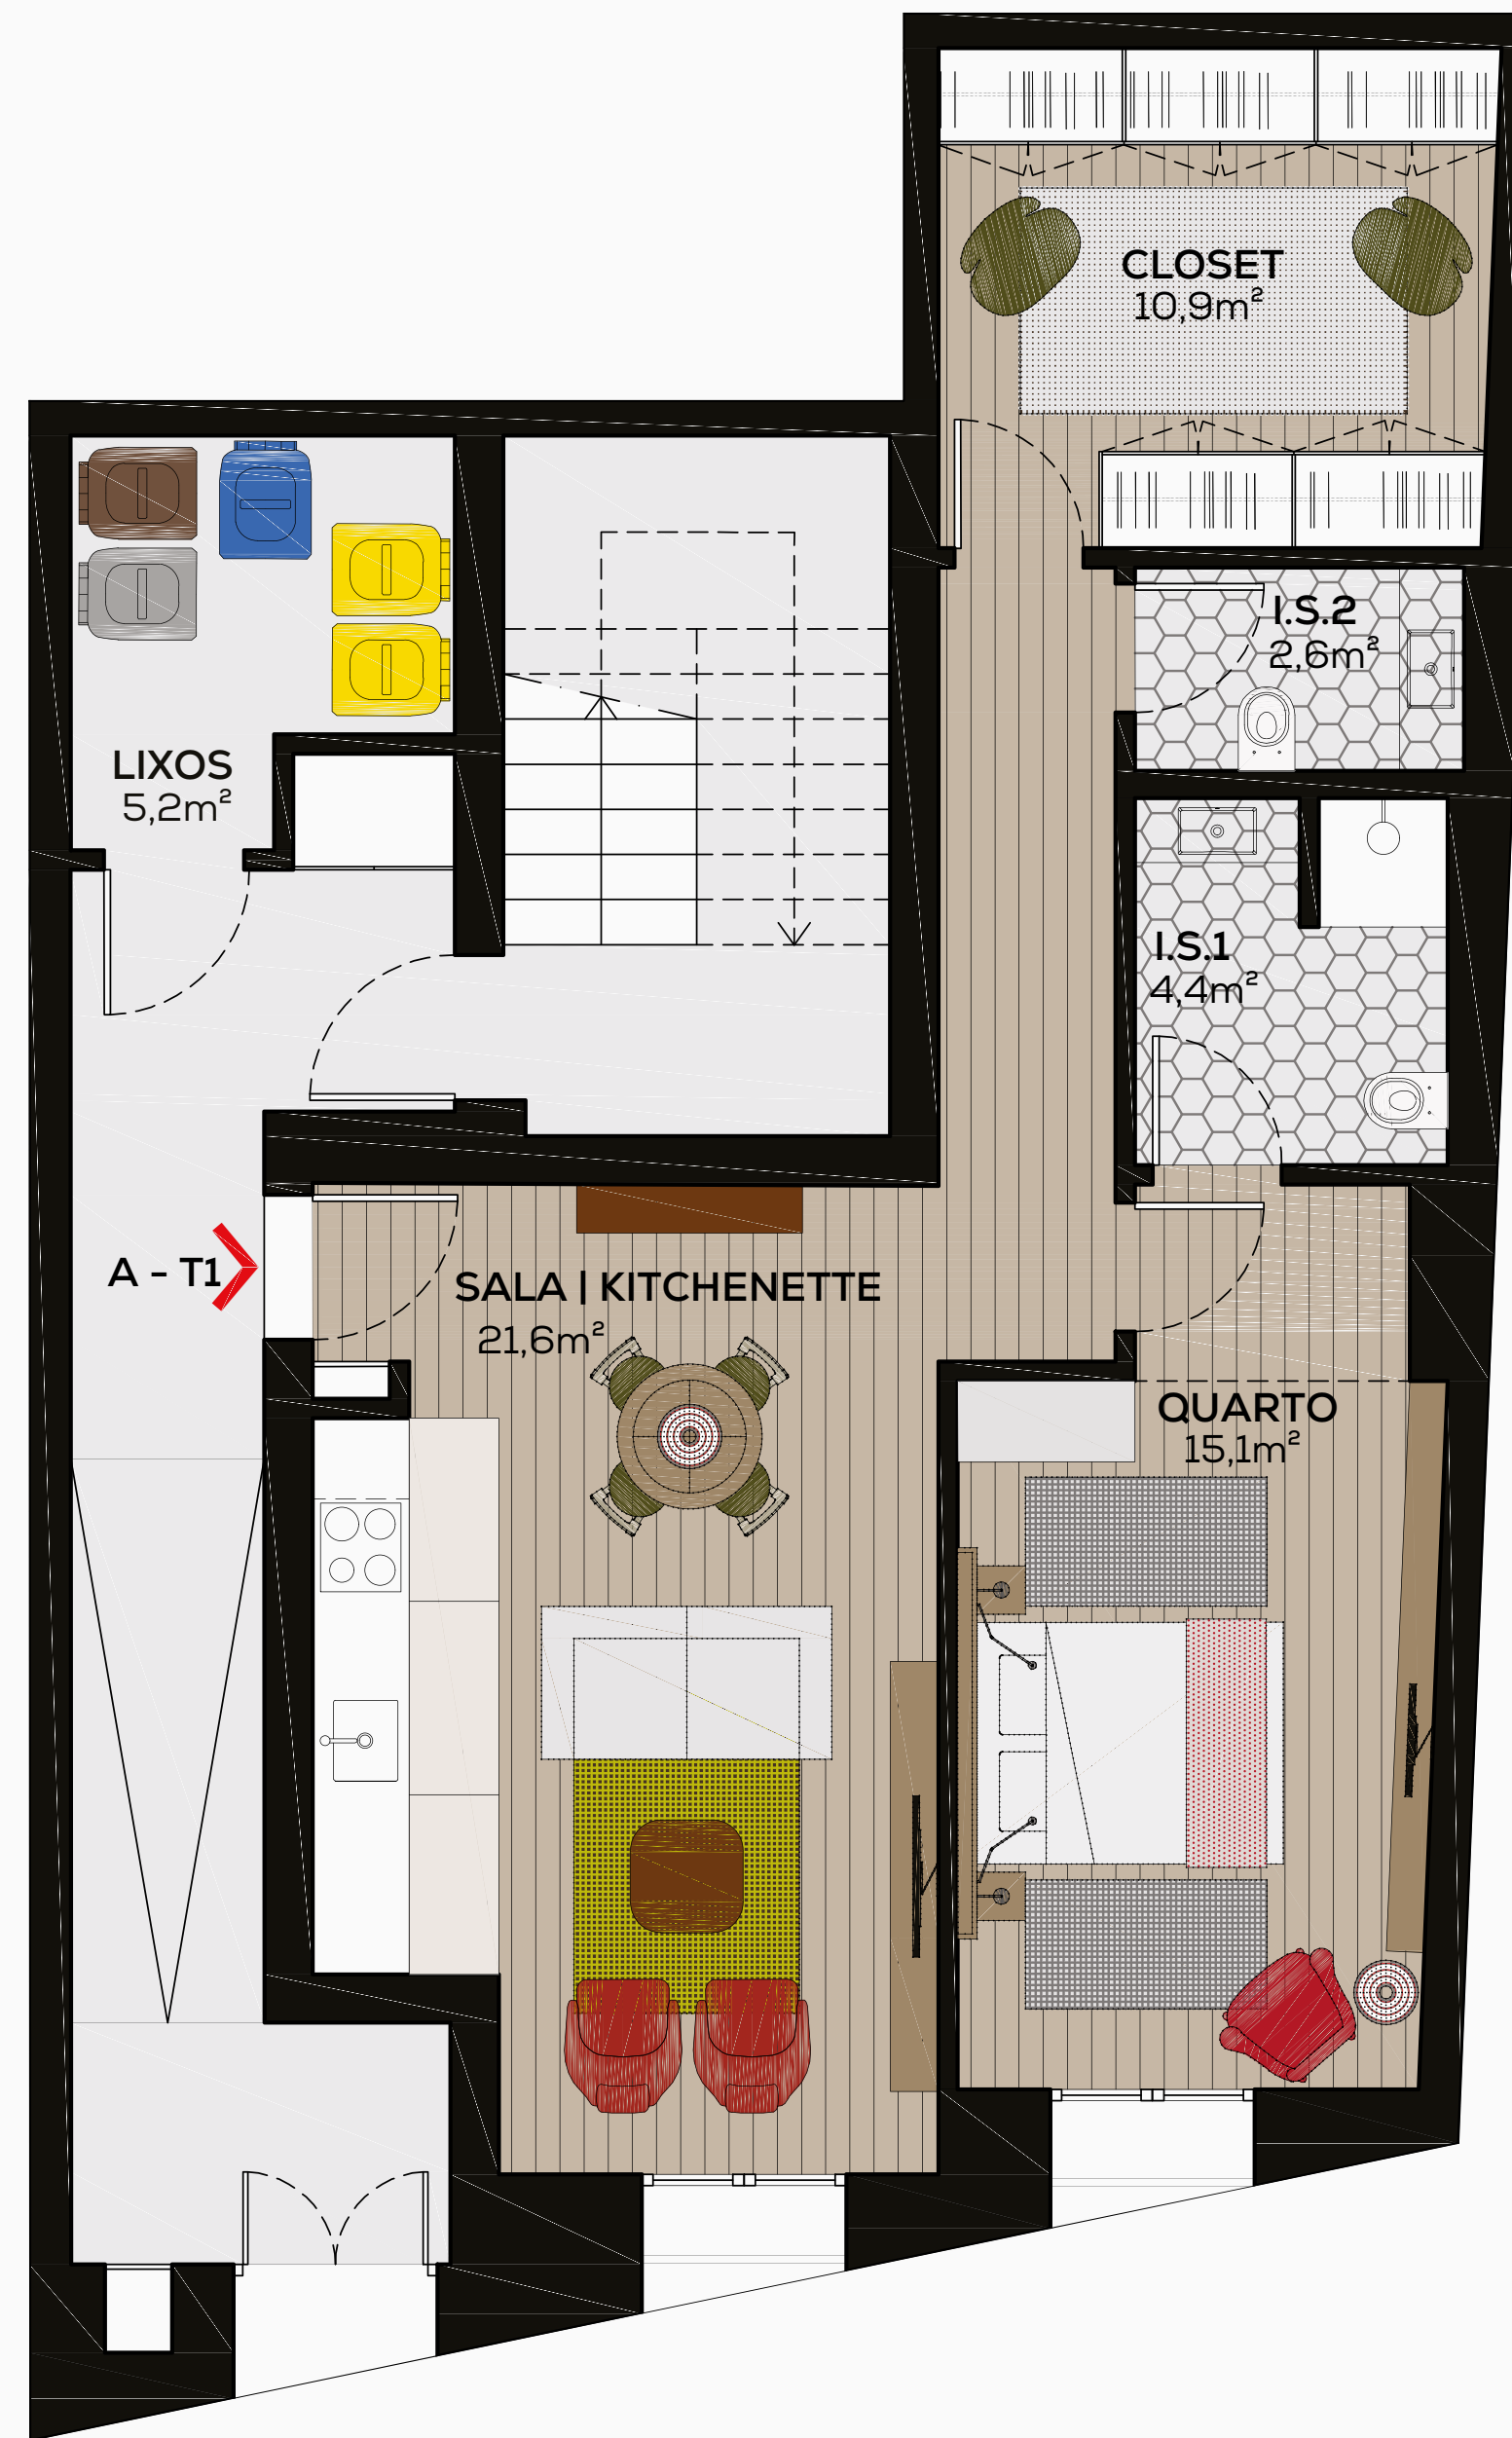 CLOSET
10,9m²
I.S.2
2,6m²
LIXOS
5,2m²
I.S.1
4,4m²
A - T1
SALA | KITCHENETTE
21,6m²
QUARTO
15,1m²